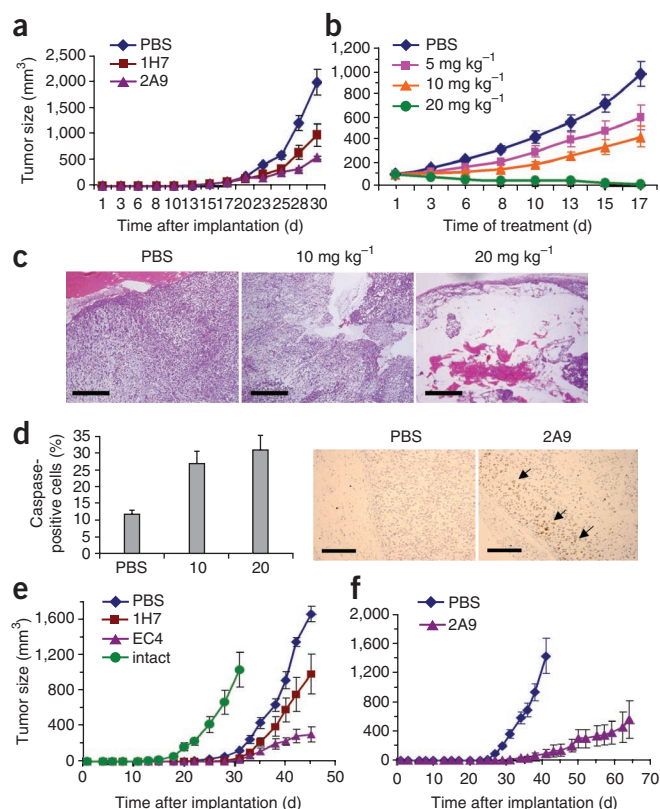 a
PBS
1H7
2A9
2,500
2,000
1,500
1,000
500
0
Tumor size (mm³)
1 3 6 8 10 13 15 17 20 23 25 28 30
Time after implantation (d)
b
PBS
5 mg kg⁻¹
10 mg kg⁻¹
20 mg kg⁻¹
1,200
1,000
800
600
400
200
0
1 3 6 8 10 13 15 17
Time of treatment (d)
c
PBS 10 mg kg⁻¹ 20 mg kg⁻¹
d
35
30
25
20
15
10
5
0
Caspase-
positive cells (%)
PBS 10 20
PBS 2A9
e
PBS
1H7
EC4
intact
1,600
1,200
800
400
0
Tumor size (mm³)
0 10 20 30 40 50
Time after implantation (d)
f
PBS
2A9
2,000
1,600
1,200
800
400
0
0 10 20 30 40 50 60 70
Time after implantation (d)